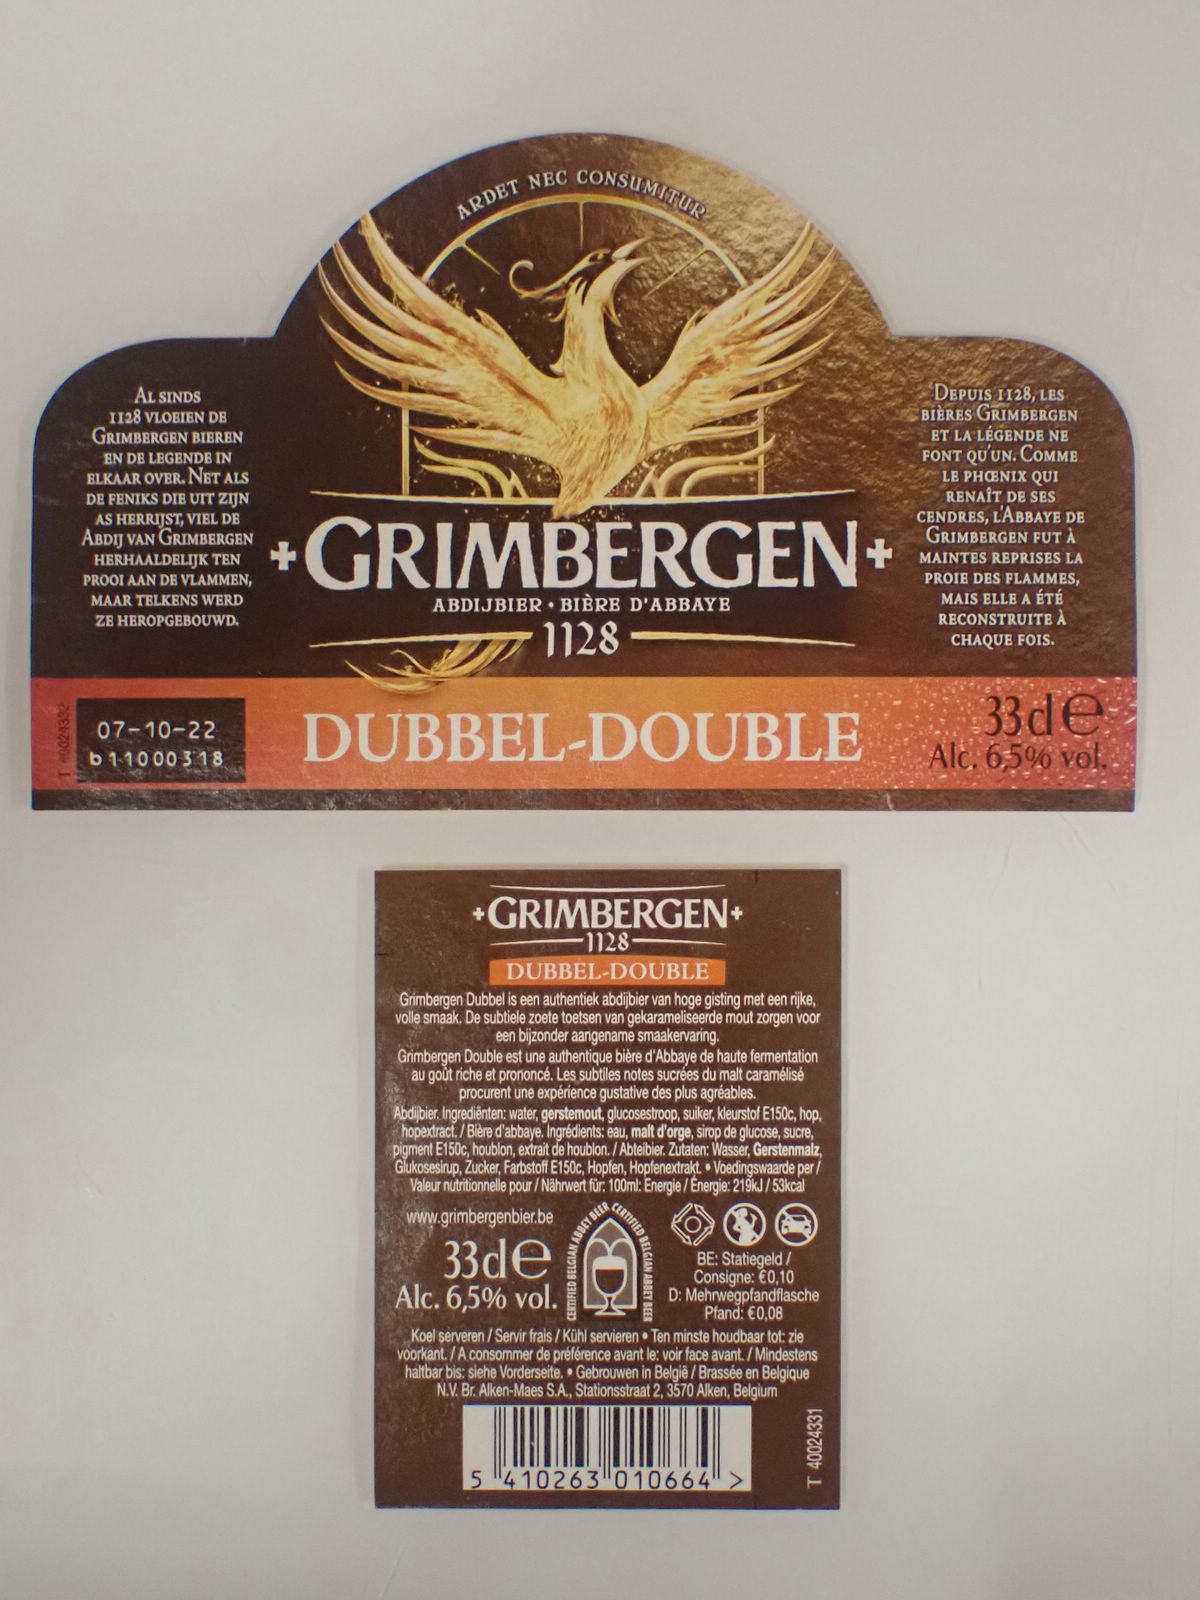 ARDET NEC CONSUMITUR
AL SINDS
1128 VLOEIEN DE
GRIMBERGEN BIEREN
EN DE LEGENDE IN
ELKAAR OVER. NET ALS
DE FENIKS DIE UIT ZIJN
AS HERRIJST, VIEL DE
ABDIJ VAN GRIMBERGEN
HERHAALDELIJK TEN
PROOI AAN DE VLAMMEN,
MAAR TELKENS WERD
ZE HEROPGEBOUWD.
+GRIMBERGEN+
ABDIJBIER • BIÈRE D'ABBAYE
1128
DEPUIS 1128, LES
BIÈRES GRIMBERGEN
ET LA LÉGENDE NE
FONT QU'UN. COMME
LE PHŒNIX QUI
RENAÎT DE SES
CENDRES, L'ABBAYE DE
GRIMBERGEN FUT À
MAINTES REPRISES LA
PROIE DES FLAMMES,
MAIS ELLE A ÉTÉ
RECONSTRUITE À
CHAQUE FOIS.
T 40024332
07-10-22
b11000318
DUBBEL-DOUBLE
33cl ℮
Alc. 6,5% vol.
+GRIMBERGEN+
1128
DUBBEL-DOUBLE
Grimbergen Dubbel is een authentiek abdijbier van hoge gisting met een rijke,
volle smaak. De subtiele zoete toetsen van gekarameliseerde mout zorgen voor
een bijzonder aangename smaakervaring.
Grimbergen Double est une authentique bière d'Abbaye de haute fermentation
au goût riche et prononcé. Les subtiles notes sucrées du malt caramélisé
procurent une expérience gustative des plus agréables.
Abdijbier. Ingrediënten: water, gerstemout, glucosestroop, suiker, kleurstof E150c, hop,
hopextract. / Bière d'abbaye. Ingrédients: eau, malt d'orge, sirop de glucose, sucre,
pigment E150c, houblon, extrait de houblon. / Abteibier. Zutaten: Wasser, Gerstenmalz,
Glukosesirup, Zucker, Farbstoff E150c, Hopfen, Hopfenextrakt. • Voedingswaarde per /
Valeur nutritionnelle pour / Nährwert für: 100ml: Energie / Énergie: 219kJ / 53kcal
www.grimbergenbier.be
33cl ℮
Alc. 6,5% vol.
CERTIFIED BELGIAN ABBEY BEER CERTIFIED BELGIAN ABBEY BEER
BE: Statiegeld /
Consigne: €0,10
D: Mehrwegpfandflasche
Pfand: €0,08
Koel serveren / Servir frais / Kühl servieren • Ten minste houdbaar tot: zie
voorkant. / A consommer de préférence avant le: voir face avant. / Mindestens
haltbar bis: siehe Vorderseite. • Gebrouwen in België / Brassée en Belgique
N.V. Br. Alken-Maes S.A., Stationsstraat 2, 3570 Alken, Belgium
5 410263 010664 >
T 40024331